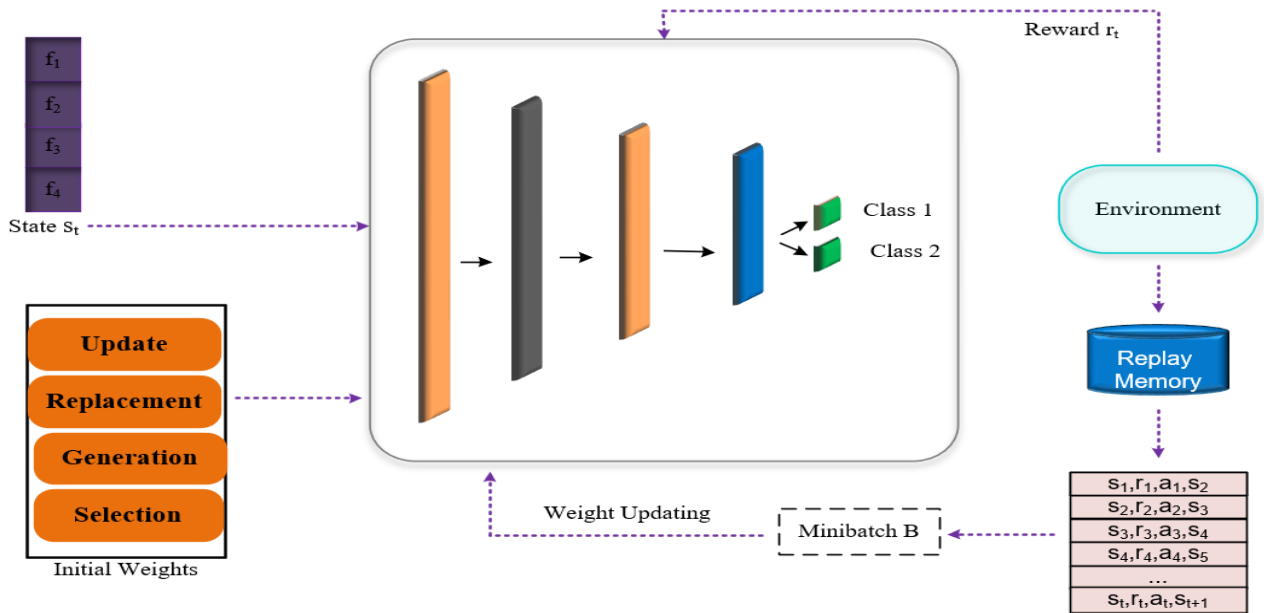 Reward rₜ
f₁
f₂
f₃
f₄
State sₜ
Class 1
Class 2
Environment
Update
Replacement
Generation
Selection
Initial Weights
Replay
Memory
Weight Updating
Minibatch B
s₁,r₁,a₁,s₂
s₂,r₂,a₂,s₃
s₃,r₃,a₃,s₄
s₄,r₄,a₄,s₅
...
sₜ,rₜ,aₜ,sₜ₊₁